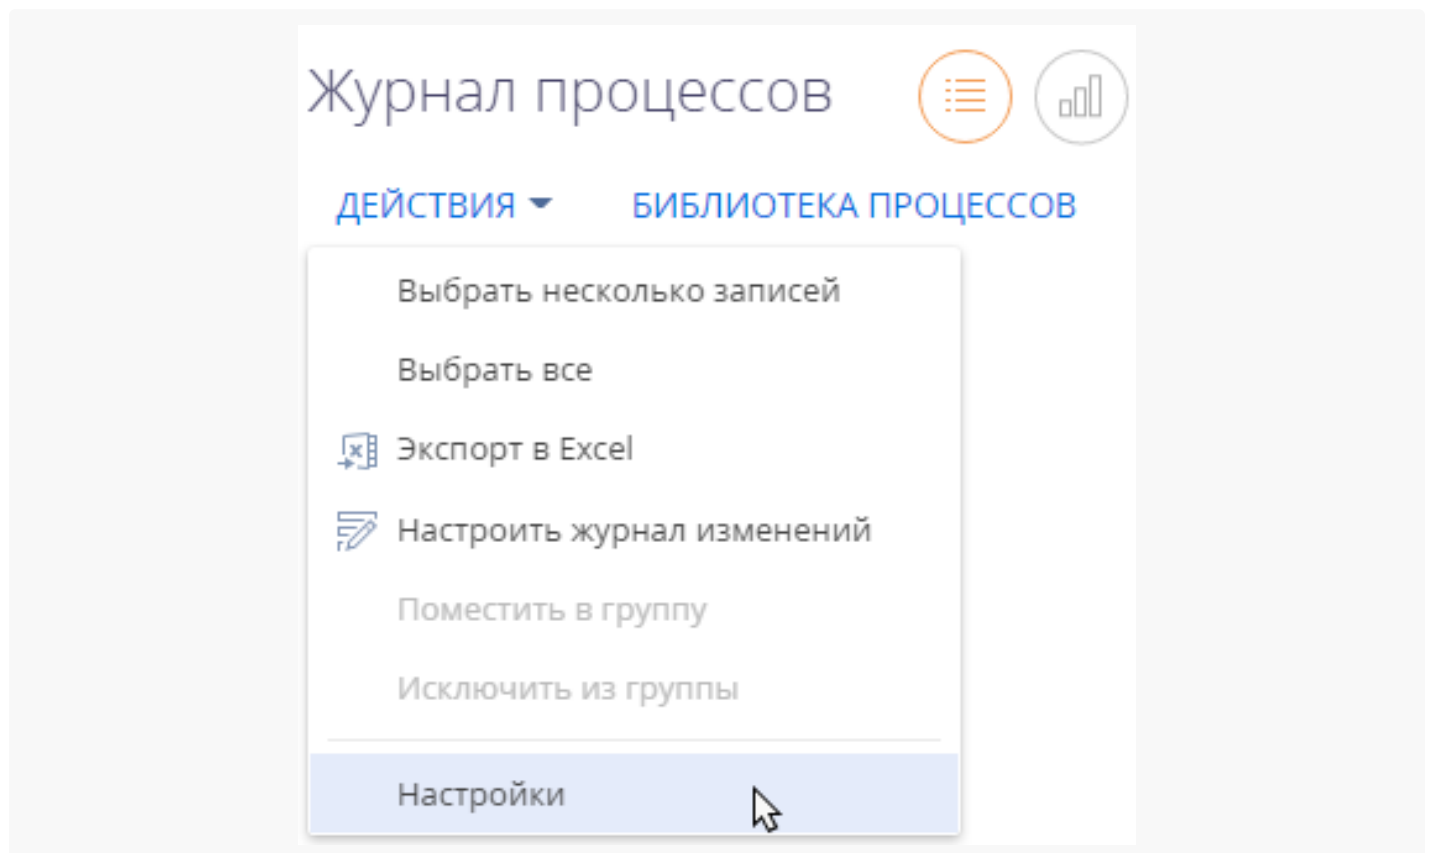 Журнал процессов
ДЕЙСТВИЯ БИБЛИОТЕКА ПРОЦЕССОВ
Выбрать несколько записей
Выбрать все
Экспорт в Excel
Настроить журнал изменений
Поместить в группу
Исключить из группы
Настройки